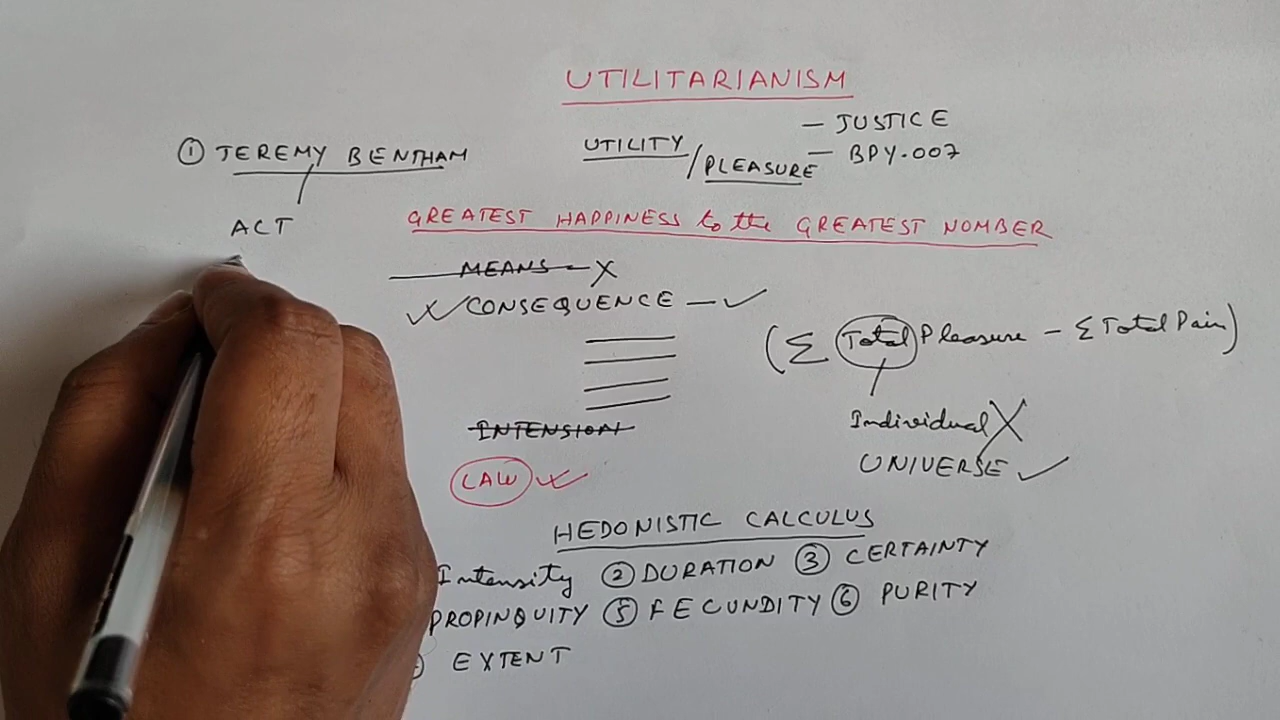 UTILITARIANISM
UTILITY / PLEASURE
— JUSTICE
— BPY.007
① JEREMY BENTHAM
ACT
GREATEST HAPPINESS to the GREATEST NUMBER
MEANS — X
CONSEQUENCE — ✓
(Σ Total Pleasure — Σ Total Pain)
Individual X
UNIVERSE ✓
INTENSION
LAW
HEDONISTIC CALCULUS
Intensity ② DURATION ③ CERTAINTY
PROPINQUITY ⑤ FECUNDITY ⑥ PURITY
EXTENT